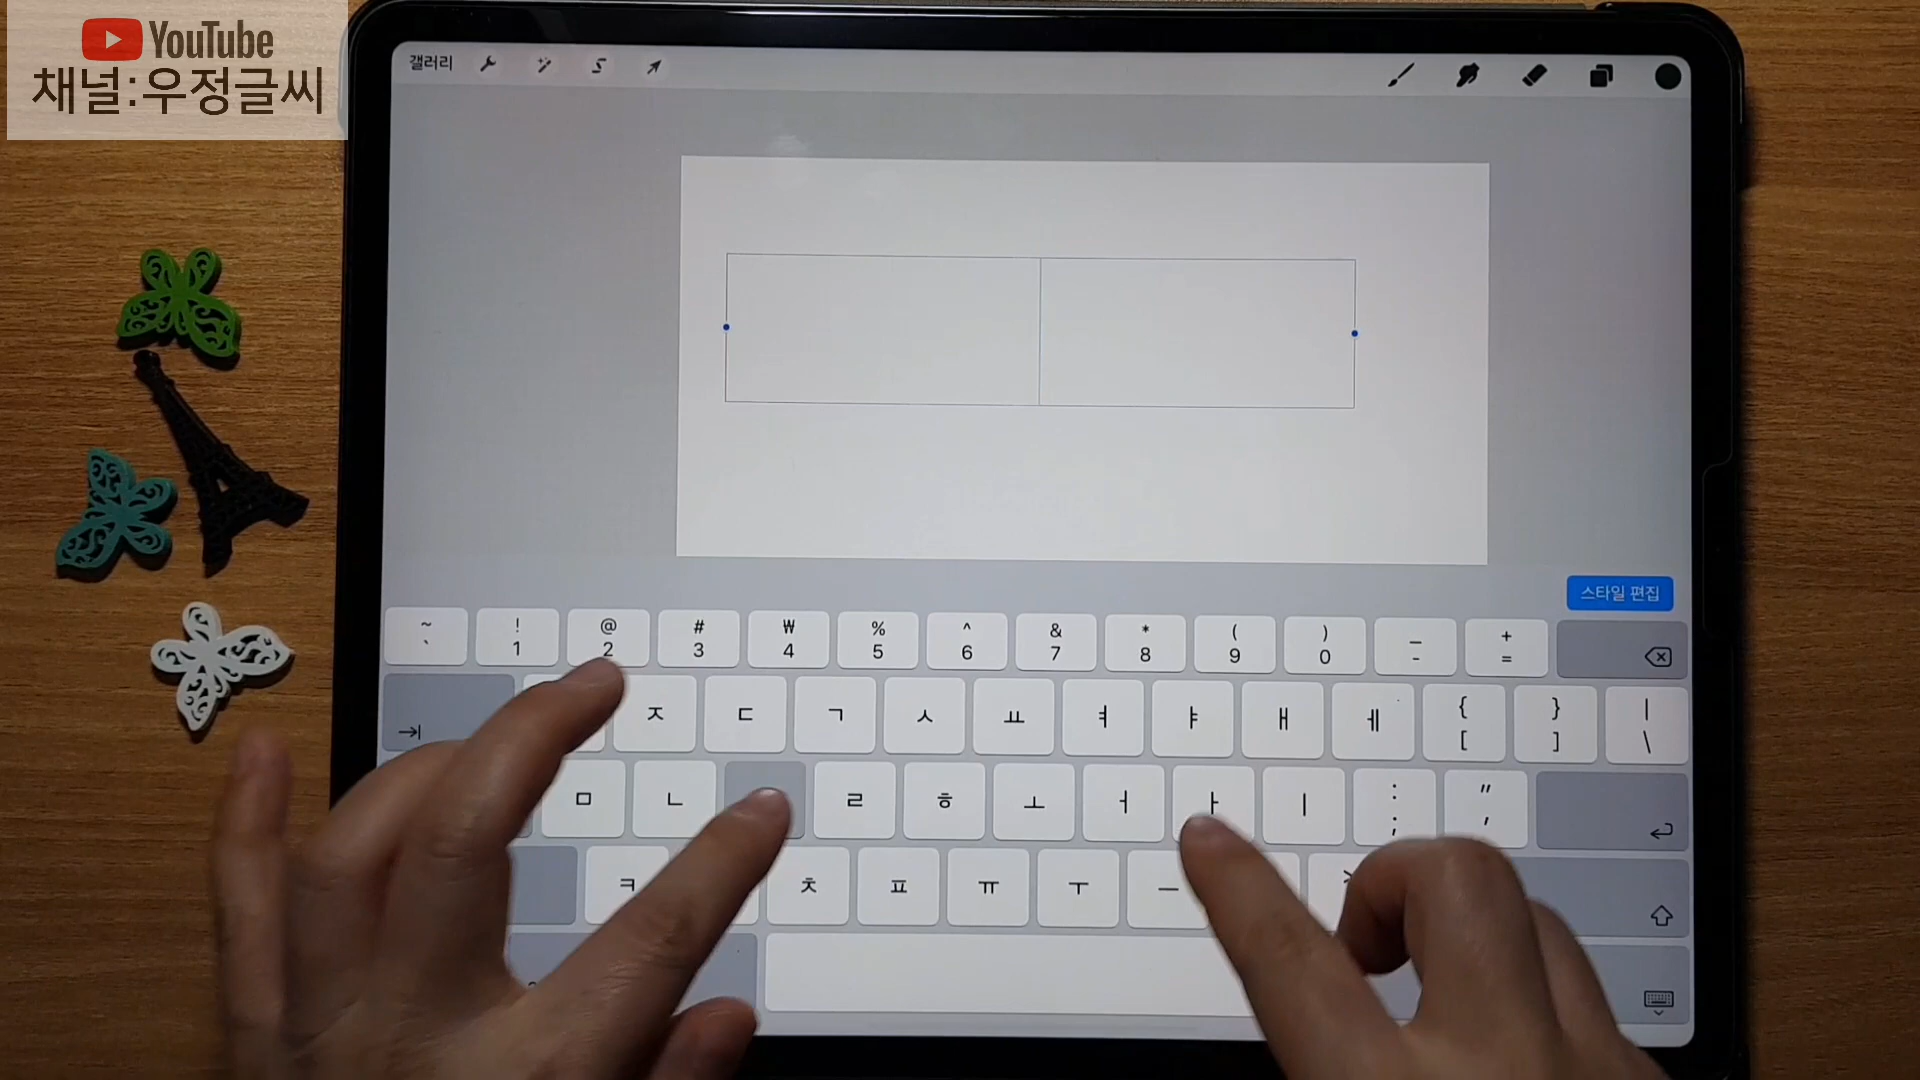 YouTube
채널:우정글씨
갤러리
스타일 편집
~ ! @ # ₩ % ^ & * ( ) _ +
` 1 2 3 4 5 6 7 8 9 0 - =
ㅈ ㄷ ㄱ ㅅ ㅛ ㅕ ㅑ ㅐ ㅔ { } |
[ ] \
ㅁ ㄴ ㄹ ㅎ ㅗ ㅓ ㅏ ㅣ : "
; '
ㅋ ㅊ ㅍ ㅠ ㅜ ㅡ >